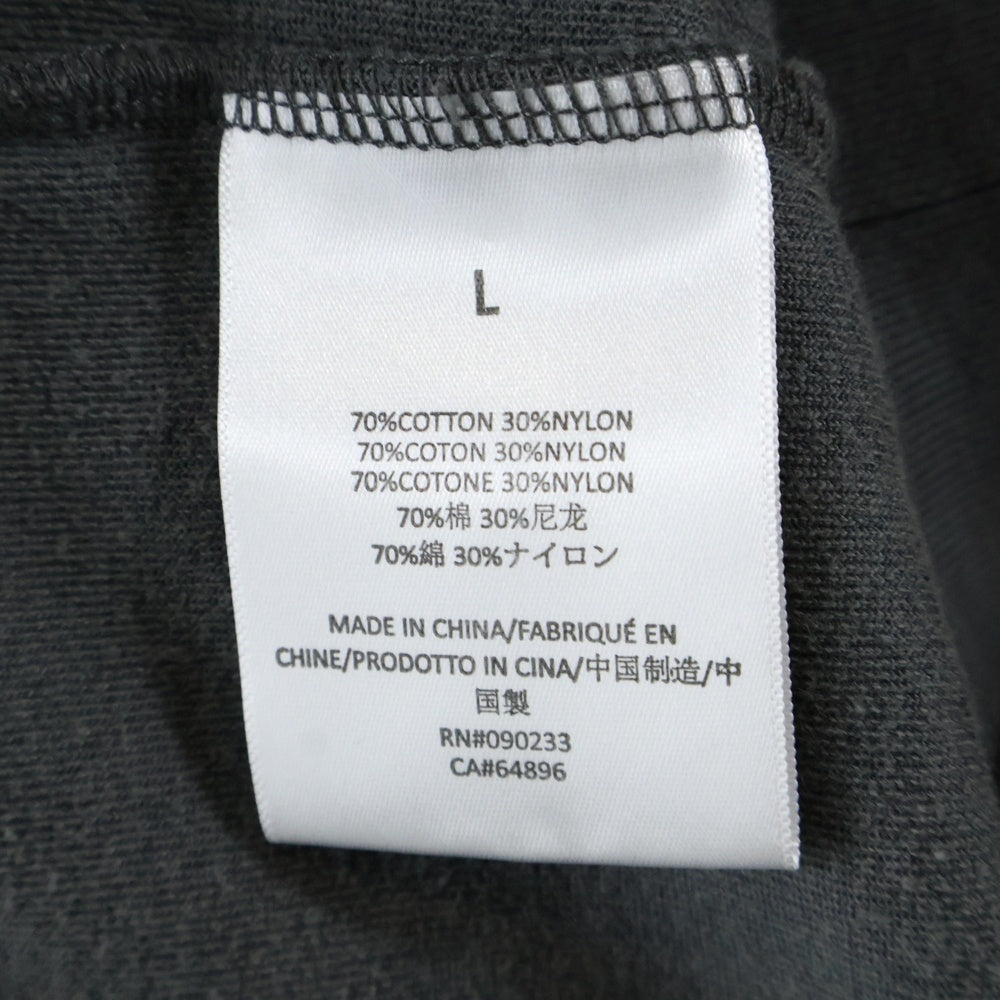 L
70%COTTON 30%NYLON
70%COTON 30%NYLON
70%COTONE 30%NYLON
70%棉 30%尼龙
70%綿 30%ナイロン
MADE IN CHINA/FABRIQUÉ EN
CHINE/PRODOTTO IN CINA/中国制造/中
国製
RN#090233
CA#64896